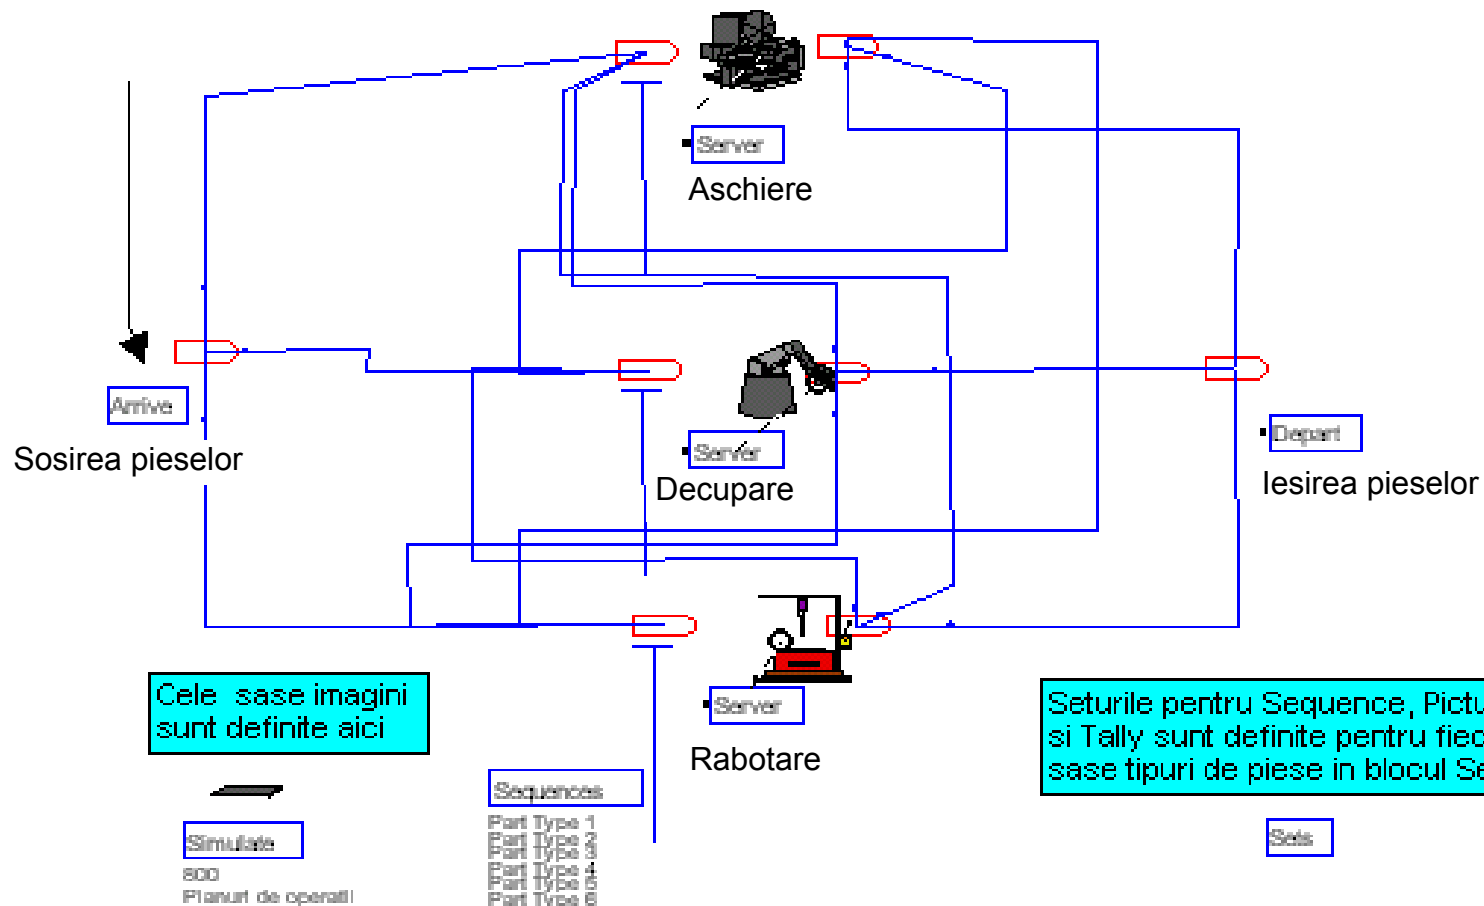 Server
Aschiere
Arrive
Sosirea pieselor
Server
Decupare
Depart
Iesirea pieselor
Cele sase imagini
sunt definite aici
Server
Rabotare
Seturile pentru Sequence, Pictu
si Tally sunt definite pentru fiec
sase tipuri de piese in blocul Se
Simulate
Planuri de operatii
Sequences
Part Type 1
Part Type 2
Part Type 3
Part Type 4
Part Type 5
Part Type 6
Sets